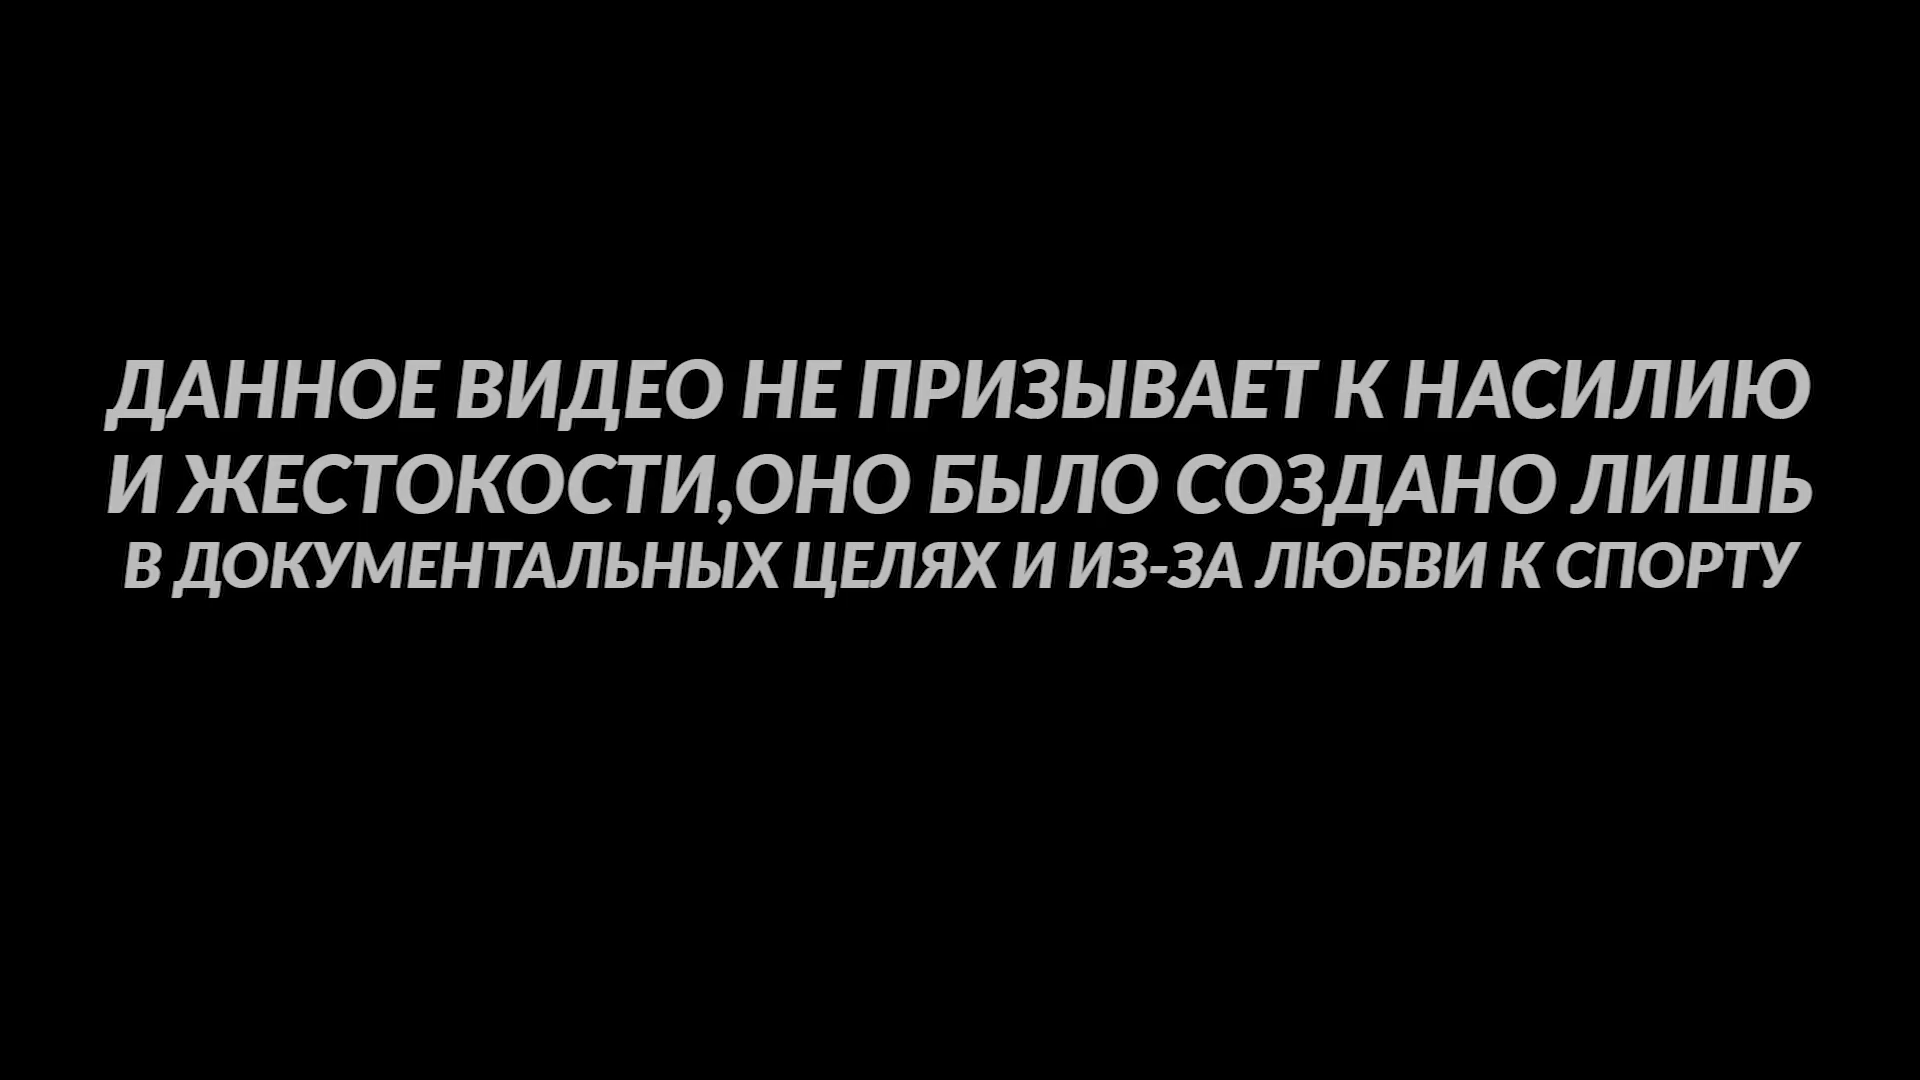 ДАННОЕ ВИДЕО НЕ ПРИЗЫВАЕТ К НАСИЛИЮ
И ЖЕСТОКОСТИ,ОНО БЫЛО СОЗДАНО ЛИШЬ
В ДОКУМЕНТАЛЬНЫХ ЦЕЛЯХ И ИЗ-ЗА ЛЮБВИ К СПОРТУ